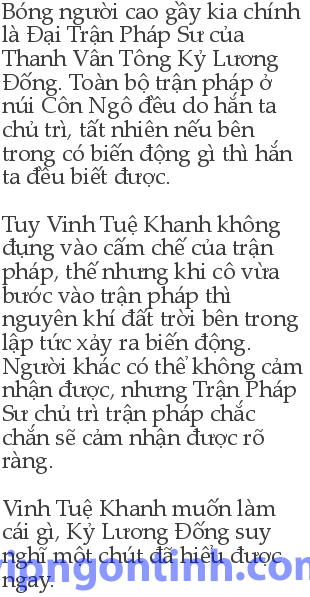 Bóng người cao gầy kia chính
là Đại Trận Pháp Sư của
Thanh Vân Tông Kỷ Lương
Đống. Toàn bộ trận pháp ở
núi Côn Ngô đều do hắn ta
chủ trì, tất nhiên nếu bên
trong có biến động gì thì hắn
ta đều biết được.
Tuy Vinh Tuệ Khanh không
đụng vào cấm chế của trận
pháp, thế nhưng khi cô vừa
bước vào trận pháp thì
nguyên khí đất trời bên trong
lập tức xảy ra biến động.
Người khác có thể không cảm
nhận được, nhưng Trận Pháp
Sư chủ trì trận pháp chắc
chắn sẽ cảm nhận được rõ
ràng.
Vinh Tuệ Khanh muốn làm
cái gì, Kỷ Lương Đống suy
nghĩ một chút đã hiểu được
ngay.
vipngontinh.com